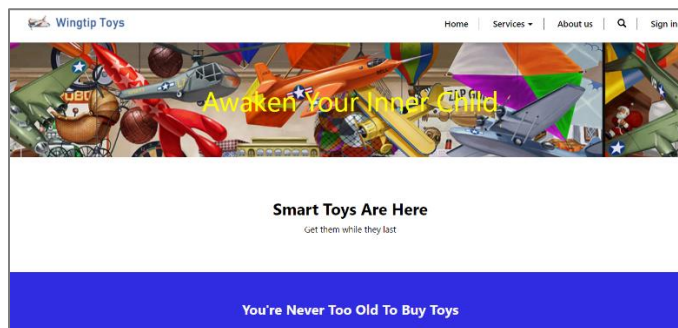 Wingtip Toys
Home Services About us Sign in
Awaken Your Inner Child
Smart Toys Are Here
Get them while they last
You're Never Too Old To Buy Toys